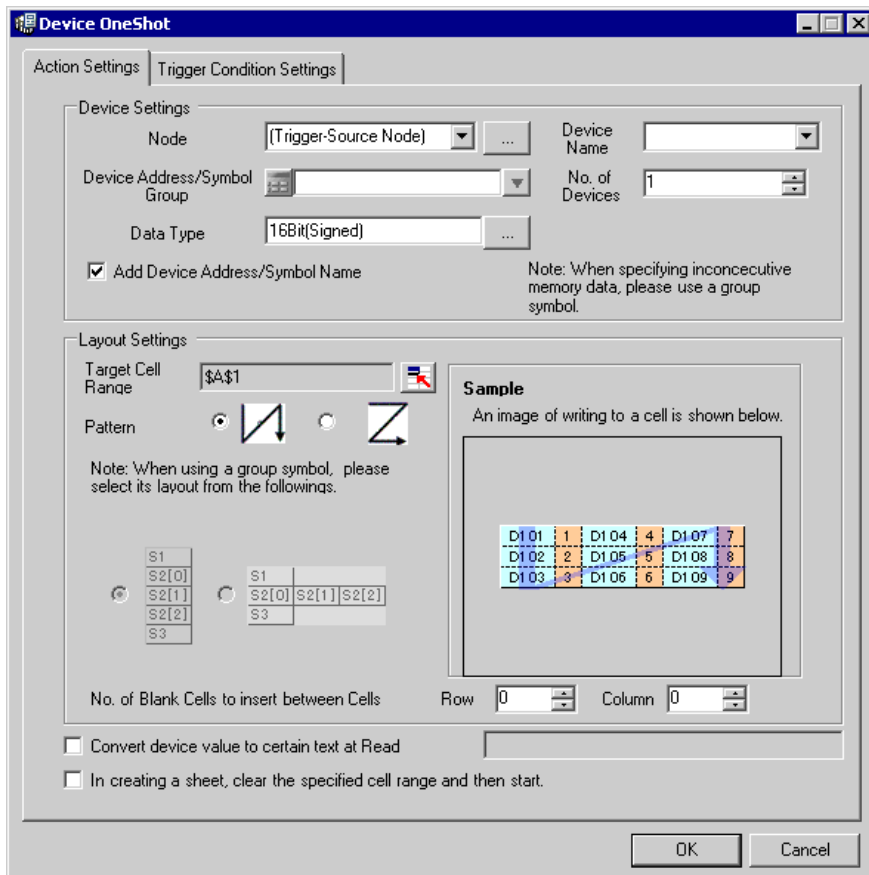 Device OneShot
Action Settings
Trigger Condition Settings
Device Settings
Node
(Trigger-Source Node)
...
Device
Name
Device Address/Symbol
Group
No. of
Devices
1
Data Type
16Bit(Signed)
...
Add Device Address/Symbol Name
Note: When specifying inconcecutive
memory data, please use a group
symbol.
Layout Settings
Target Cell
Range
$A$1
Pattern
Note: When using a group symbol, please
select its layout from the followings.
S1
S2[0]
S2[1]
S2[2]
S3
S1
S2[0] S2[1] S2[2]
S3
Sample
An image of writing to a cell is shown below.
D101 1 D104 4 D107 7
D102 2 D105 5 D108 8
D103 3 D106 6 D109 9
No. of Blank Cells to insert between Cells
Row
0
Column
0
Convert device value to certain text at Read
In creating a sheet, clear the specified cell range and then start.
OK
Cancel